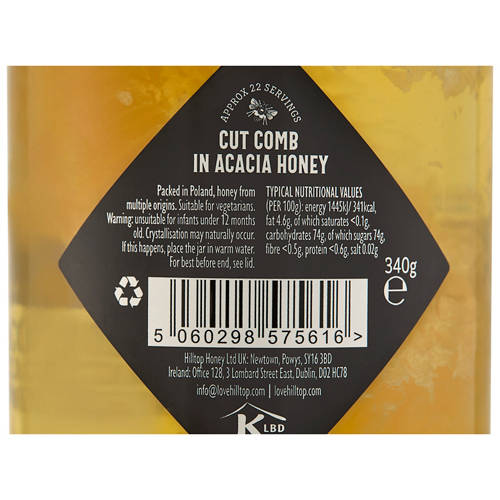 APPROX 22 SERVINGS
CUT COMB
IN ACACIA HONEY
Packed in Poland, honey from
multiple origins. Suitable for vegetarians.
Warning: unsuitable for infants under 12 months
old. Crystallisation may naturally occur.
If this happens, place the jar in warm water.
For best before end, see lid.
TYPICAL NUTRITIONAL VALUES
(PER 100g): energy 1445kJ/ 341kcal,
fat 4.6g, of which saturates <0.1g,
carbohydrates 74g, of which sugars 74g,
fibre <0.5g, protein <0.6g, salt 0.02g
340g
e
5 060298 575616 >
Hilltop Honey Ltd UK: Newtown, Powys, SY16 3BD
Ireland: Office 128, 3 Lombard Street East, Dublin, D02 HC78
info@lovehilltop.com | lovehilltop.com
K LBD